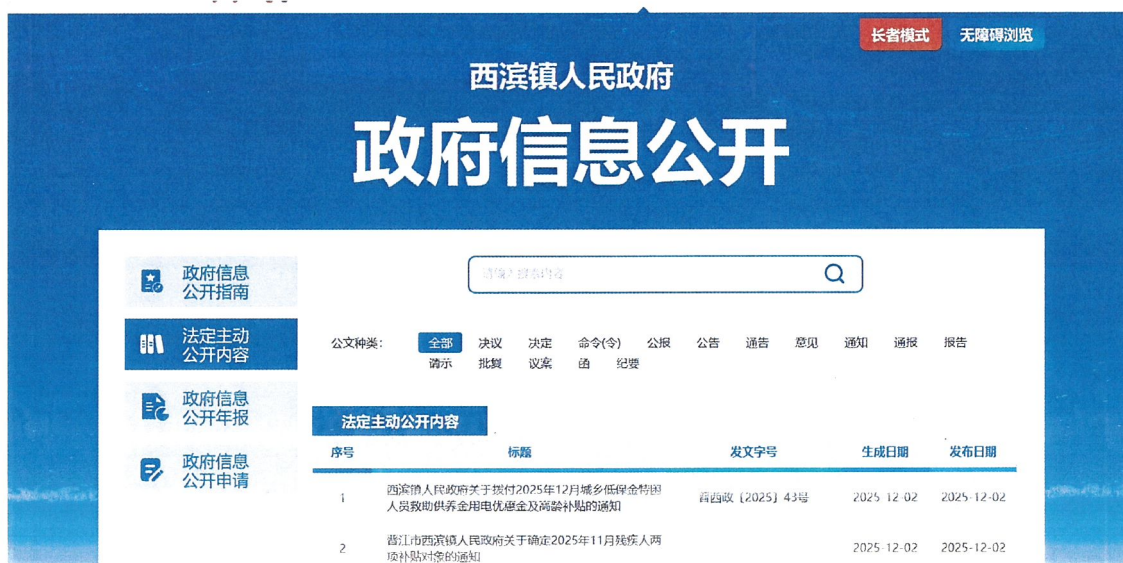 长者模式 无障碍浏览
西滨镇人民政府
政府信息公开
政府信息
公开指南
请输入搜索内容
法定主动
公开内容
公文种类: 全部 决议 决定 命令(令) 公报 公告 通告 意见 通知 通报 报告
请示 批复 议案 函 纪要
政府信息
公开年报
法定主动公开内容
序号 标题 发文字号 生成日期 发布日期
政府信息
公开申请
1 西滨镇人民政府关于拨付2025年12月城乡低保金特困 晋西政〔2025〕43号 2025-12-02 2025-12-02
人员救助供养金用电优惠金及高龄补贴的通知
2 晋江市西滨镇人民政府关于确定2025年11月残疾人两 2025-12-02 2025-12-02
项补贴对象的通知